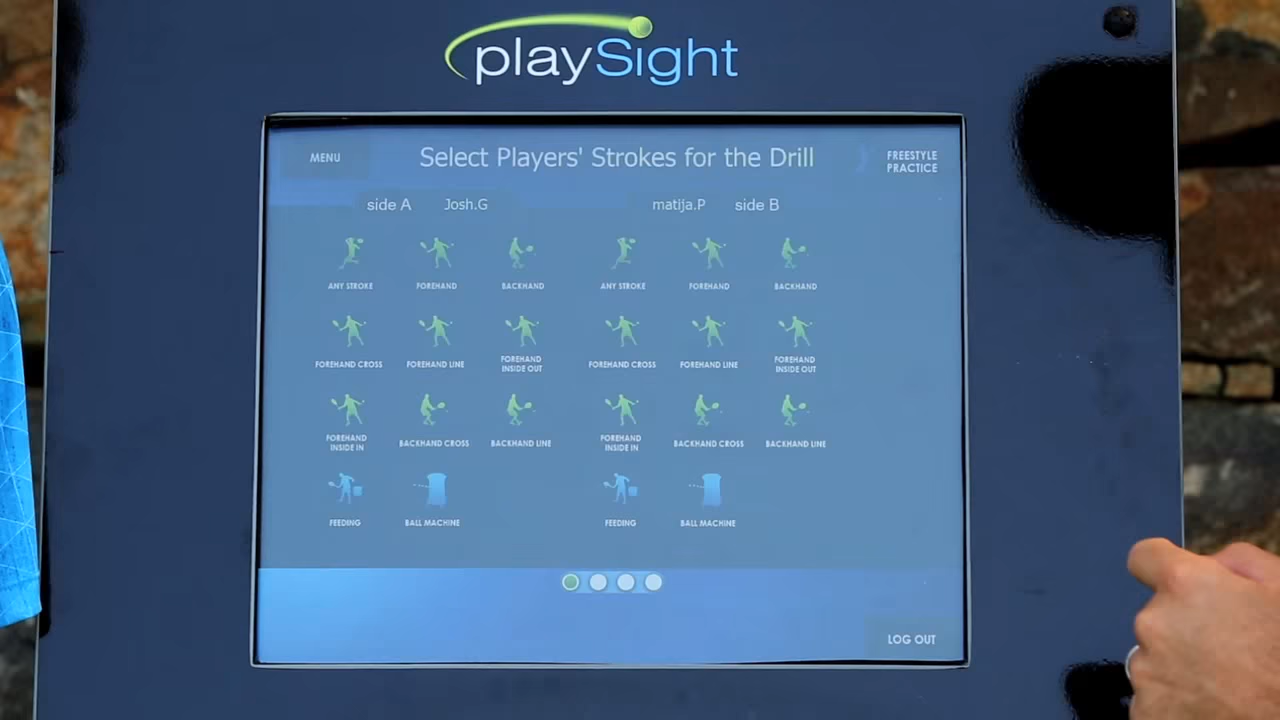 playSight
MENU
Select Players' Strokes for the Drill
FREESTYLE
PRACTICE
side A
Josh.G
matija.P
side B
ANY STROKE
FOREHAND
BACKHAND
ANY STROKE
FOREHAND
BACKHAND
FOREHAND CROSS
FOREHAND LINE
FOREHAND
INSIDE OUT
FOREHAND CROSS
FOREHAND LINE
FOREHAND
INSIDE OUT
FOREHAND
INSIDE IN
BACKHAND CROSS
BACKHAND LINE
FOREHAND
INSIDE IN
BACKHAND CROSS
BACKHAND LINE
FEEDING
BALL MACHINE
FEEDING
BALL MACHINE
LOG OUT